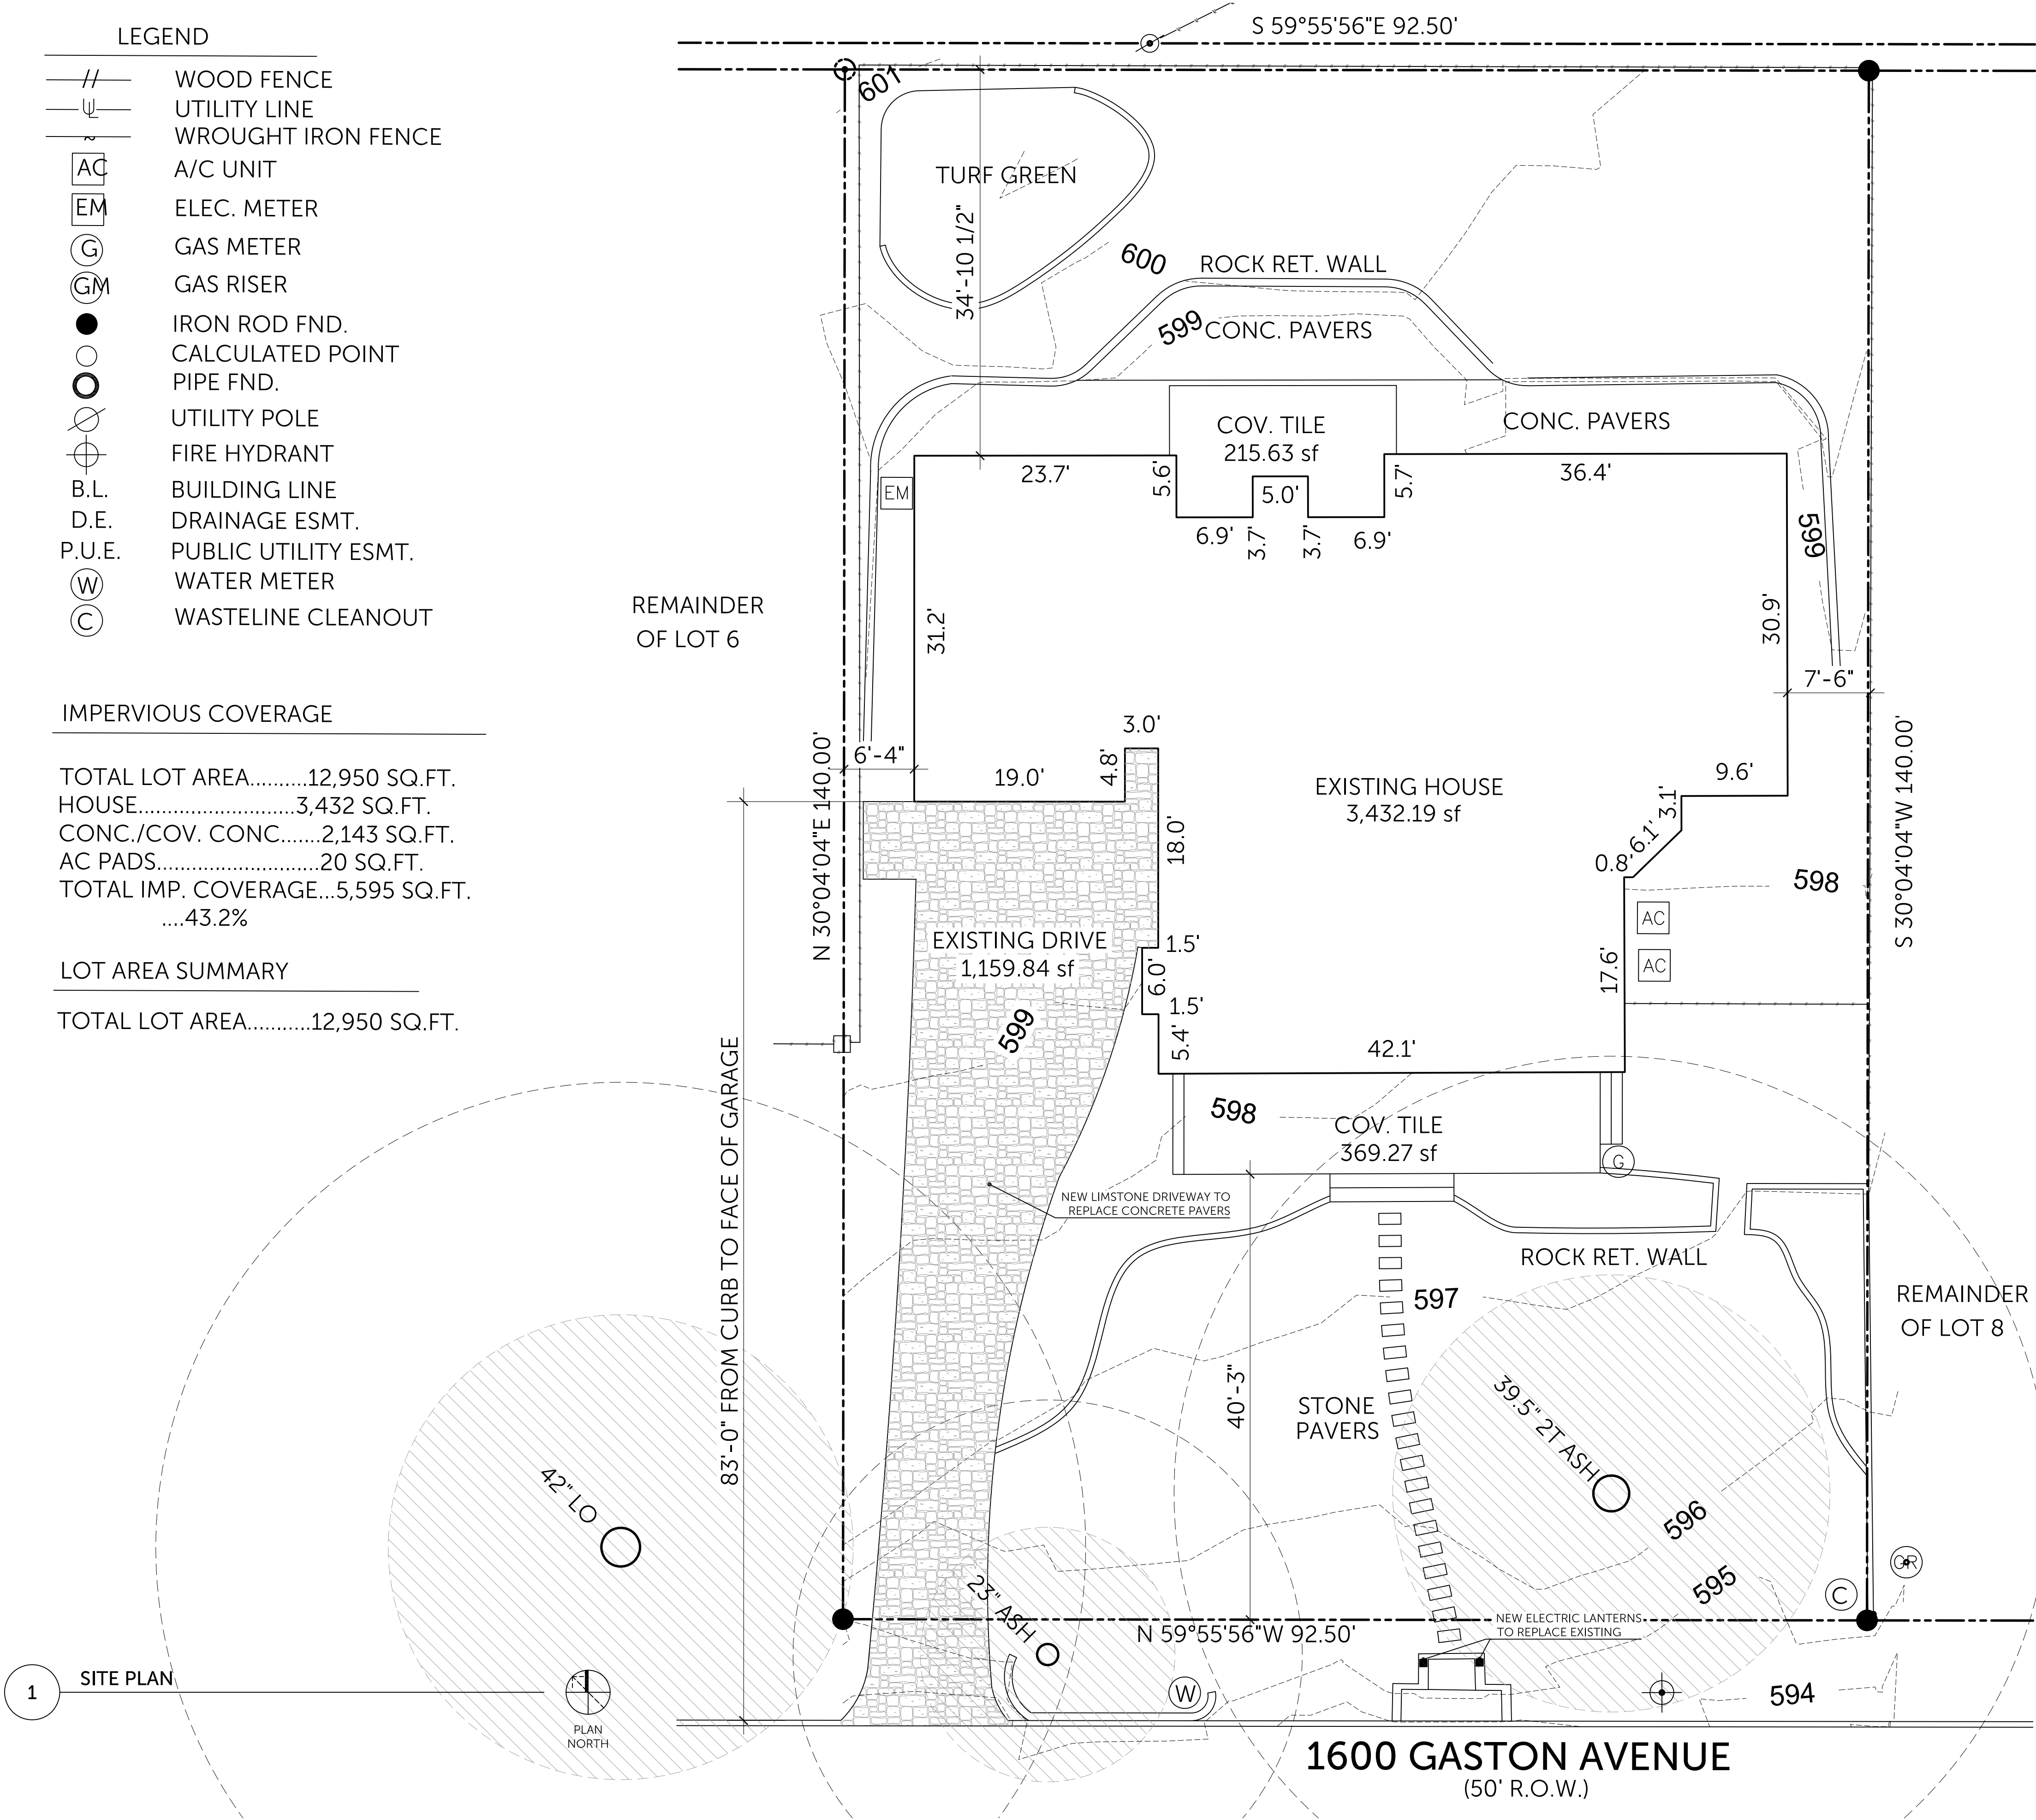 LEGEND
WOOD FENCE
UTILITY LINE
WROUGHT IRON FENCE
AC A/C UNIT
EM ELEC. METER
G GAS METER
GM GAS RISER
IRON ROD FND.
CALCULATED POINT
PIPE FND.
UTILITY POLE
FIRE HYDRANT
B.L. BUILDING LINE
D.E. DRAINAGE ESMT.
P.U.E. PUBLIC UTILITY ESMT.
W WATER METER
C WASTELINE CLEANOUT
IMPERVIOUS COVERAGE
TOTAL LOT AREA..........12,950 SQ.FT.
HOUSE...........................3,432 SQ.FT.
CONC./COV. CONC.......2,143 SQ.FT.
AC PADS............................20 SQ.FT.
TOTAL IMP. COVERAGE...5,595 SQ.FT.
....43.2%
LOT AREA SUMMARY
TOTAL LOT AREA...........12,950 SQ.FT.
S 59°55'56"E 92.50'
601
TURF GREEN
34'-10 1/2"
600
ROCK RET. WALL
599
CONC. PAVERS
COV. TILE
215.63 sf
CONC. PAVERS
EM
23.7'
5.6'
6.9'
3.7'
5.0'
3.7'
6.9'
5.7'
36.4'
599
REMAINDER
OF LOT 6
31.2'
30.9'
7'-6"
N 30°04'04"E 140.00'
6'-4"
19.0'
4.8'
3.0'
18.0'
EXISTING HOUSE
3,432.19 sf
9.6'
3.1'
6.1'
0.8'
S 30°04'04"W 140.00'
598
AC
AC
17.6'
EXISTING DRIVE
1,159.84 sf
1.5'
6.0'
1.5'
5.4'
599
42.1'
598
COV. TILE
369.27 sf
G
83'-0" FROM CURB TO FACE OF GARAGE
NEW LIMSTONE DRIVEWAY TO
REPLACE CONCRETE PAVERS
ROCK RET. WALL
597
REMAINDER
OF LOT 8
40'-3"
STONE
PAVERS
39.5" 2T ASH
42" LO
596
595
GR
C
23" ASH
N 59°55'56"W 92.50'
NEW ELECTRIC LANTERNS
TO REPLACE EXISTING
W
594
1 SITE PLAN
PLAN
NORTH
1600 GASTON AVENUE
(50' R.O.W.)